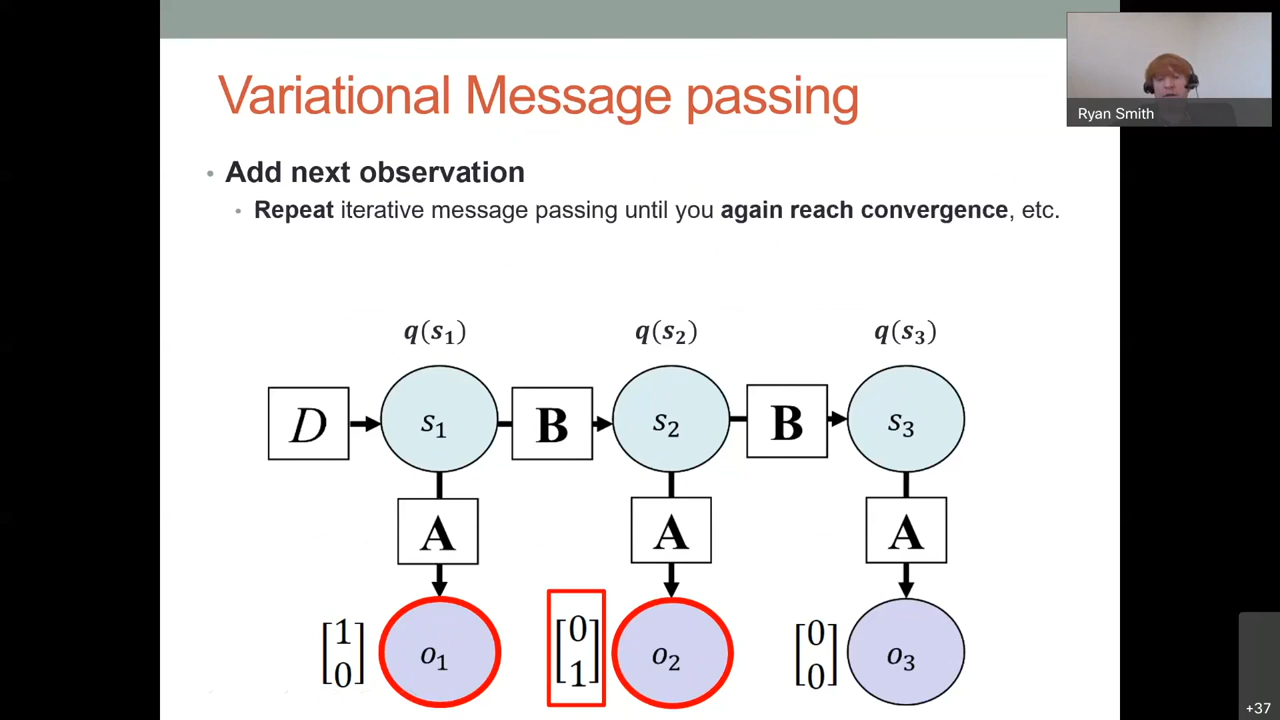 Variational Message passing
Ryan Smith
• Add next observation
• Repeat iterative message passing until you again reach convergence, etc.
q(s₁) q(s₂) q(s₃)
D s₁ B s₂ B s₃
A A A
[1 0] o₁ [0 1] o₂ [0 0] o₃
+37